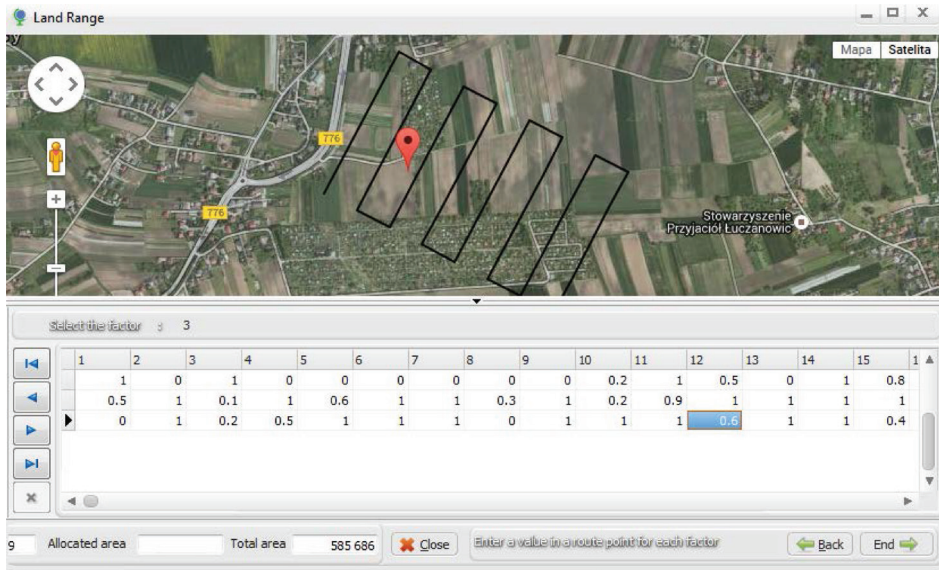 Land Range
Mapa Satelita
776
776
Stowarzyszenie
Przyjaciół Łuczanowic
Select the factor : 3
1 2 3 4 5 6 7 8 9 10 11 12 13 14 15 1
1 0 1 0 0 0 0 0 0 0.2 1 0.5 0 1 0.8
0.5 1 0.1 1 0.6 1 1 0.3 1 0.2 0.9 1 1 1 1
0 1 0.2 0.5 1 1 1 0 1 1 1 0.6 1 1 0.4
9 Allocated area Total area 585 686 Close Enter a value in a route point for each factor Back End